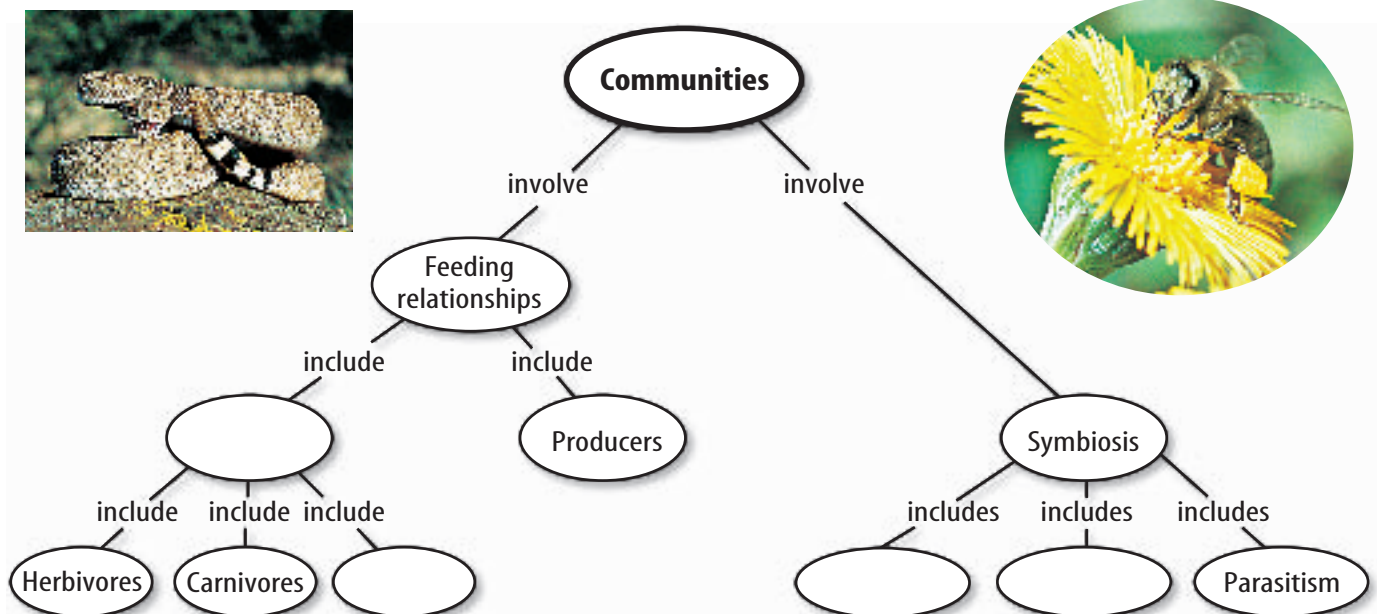 Communities
involve
involve
Feeding
relationships
include
include
Producers
Symbiosis
include
include
include
includes
includes
includes
Herbivores
Carnivores
Parasitism